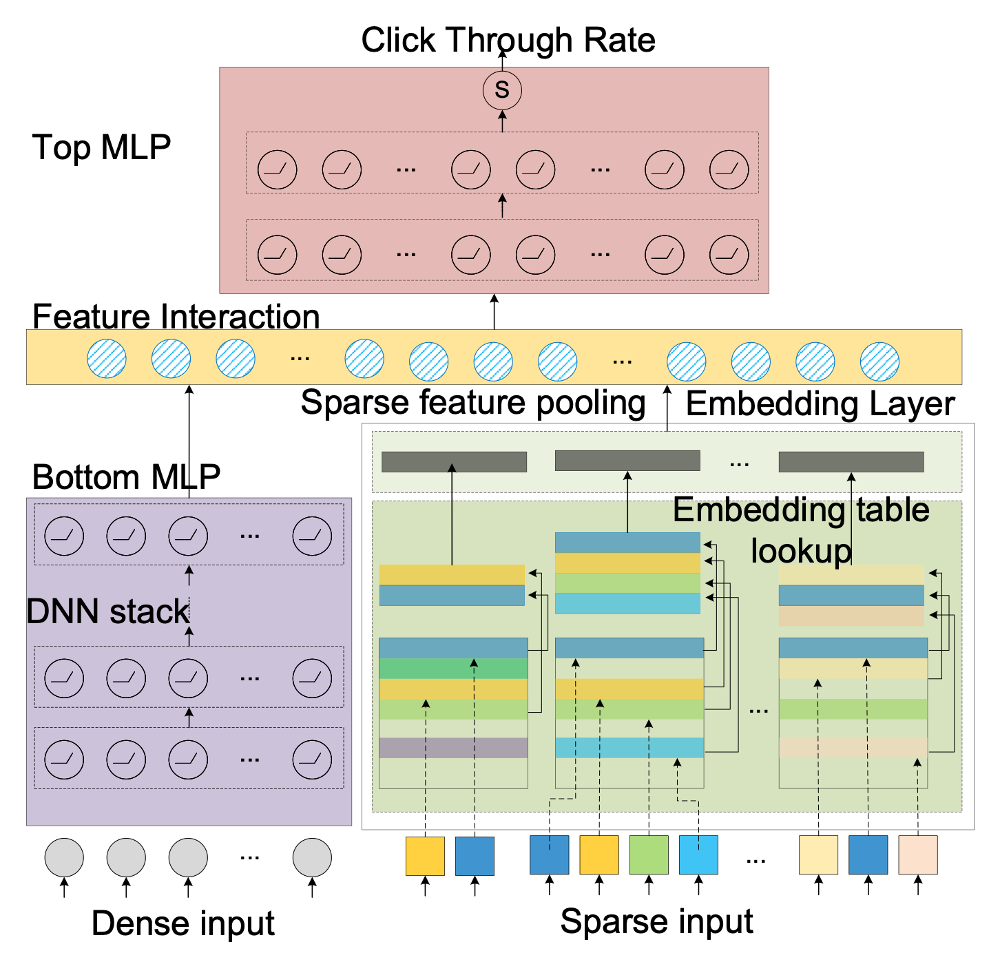 Click Through Rate
S
Top MLP
...
...
...
...
Feature Interaction
...
...
Sparse feature pooling
Embedding Layer
Bottom MLP
...
...
Embedding table
lookup
DNN stack
...
...
...
...
...
Dense input
Sparse input